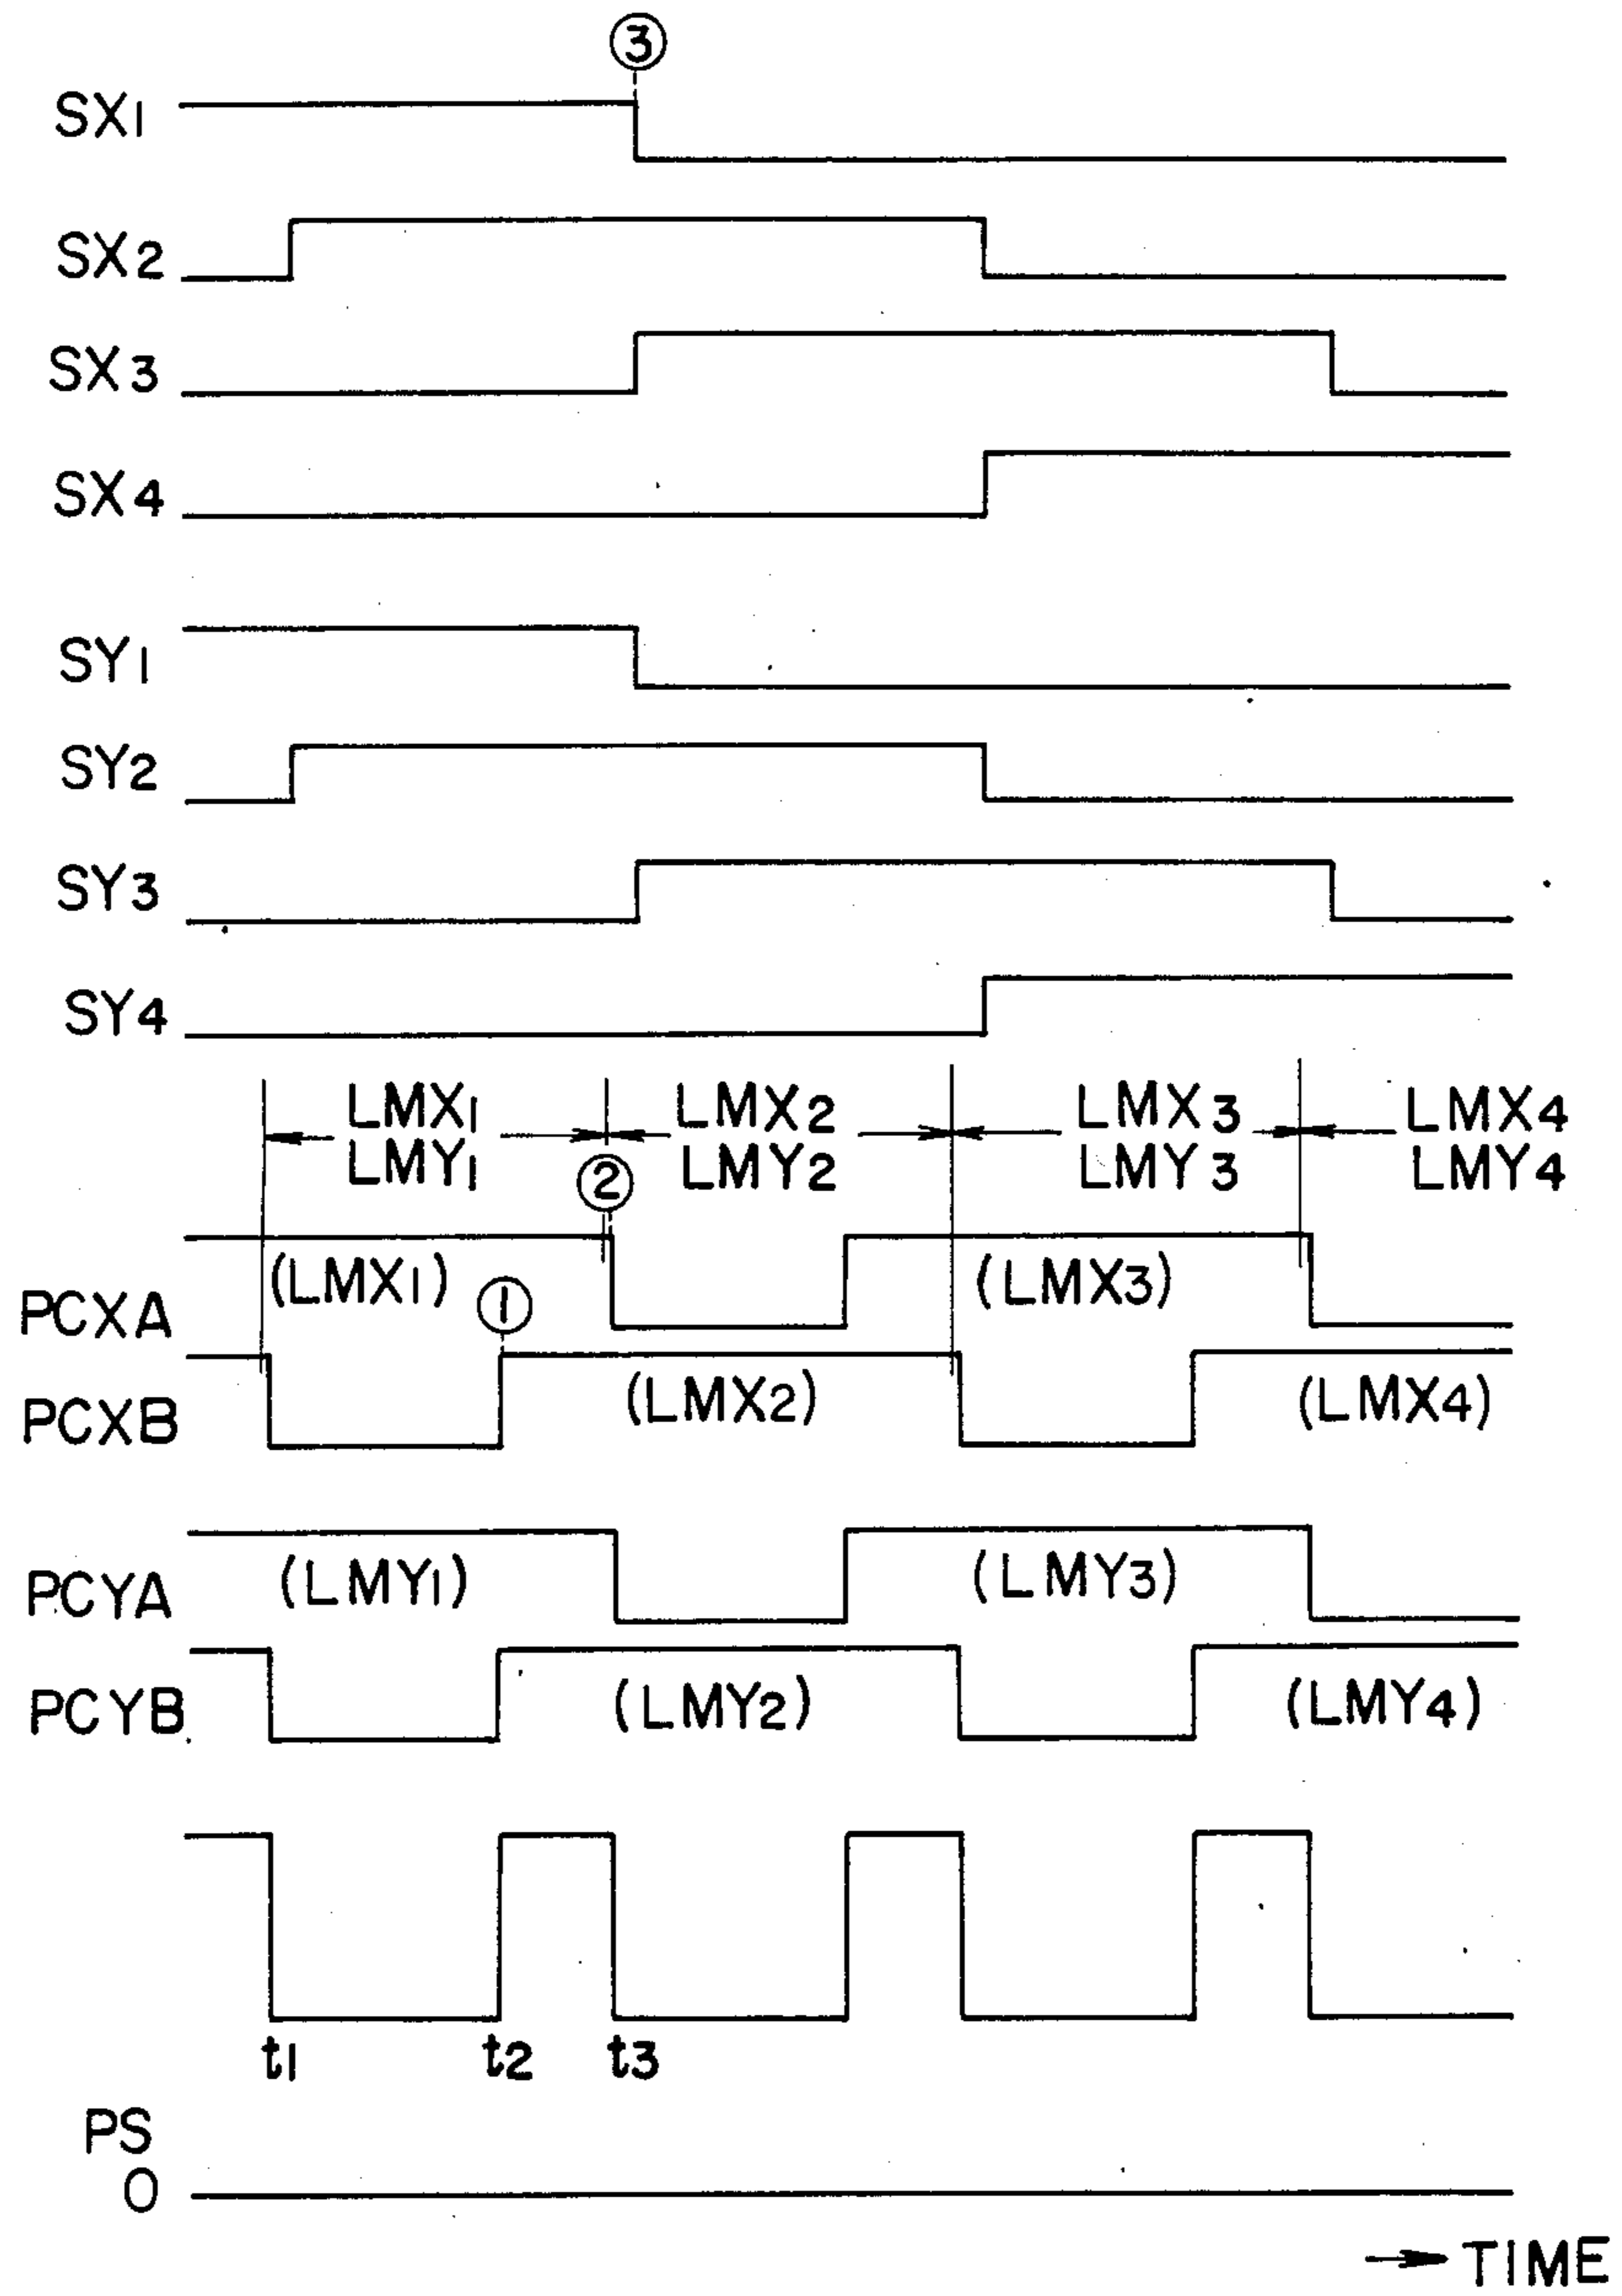 ③
SX1
SX2
SX3
SX4
SY1
SY2
SY3
SY4
LMX1 LMX2 LMX3 LMX4
LMY1 LMY2 LMY3 LMY4
②
(LMX1) (LMX3)
PCXA
①
PCXB (LMX2) (LMX4)
(LMY1) (LMY3)
PCYA
PCYB (LMY2) (LMY4)
t1 t2 t3
PS
0
TIME